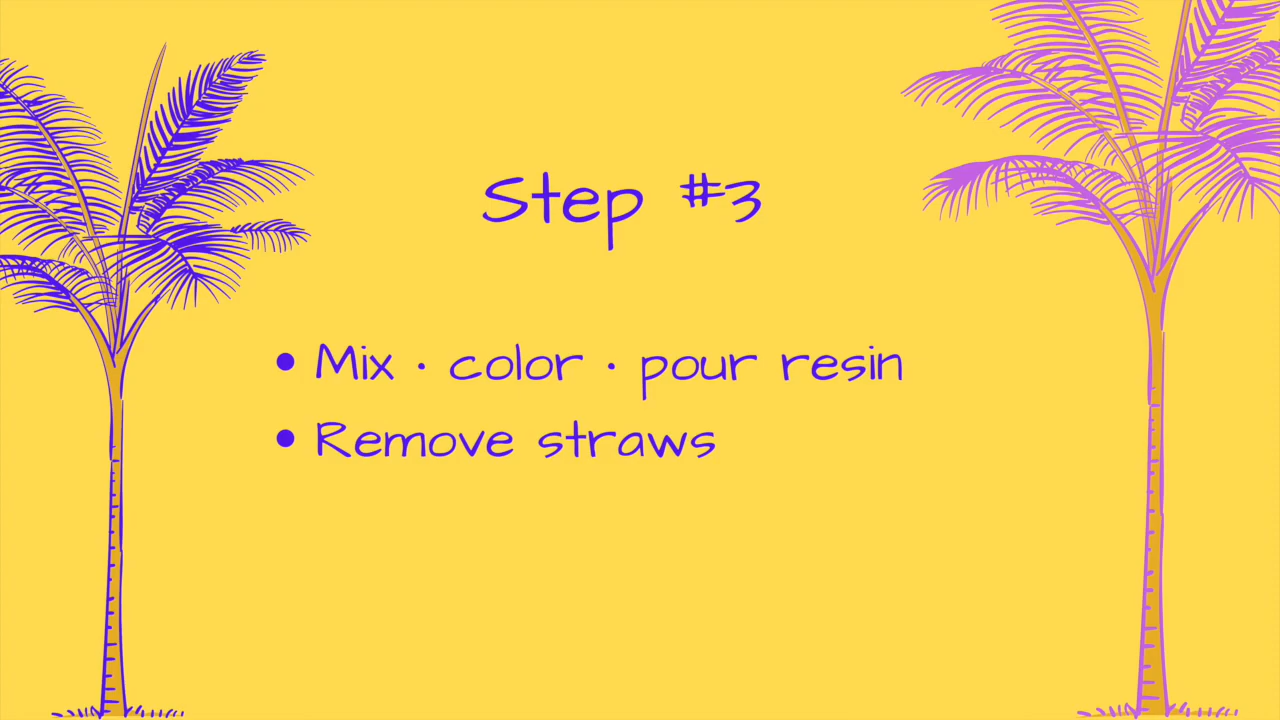 Step #3
• Mix · color · pour resin
• Remove straws